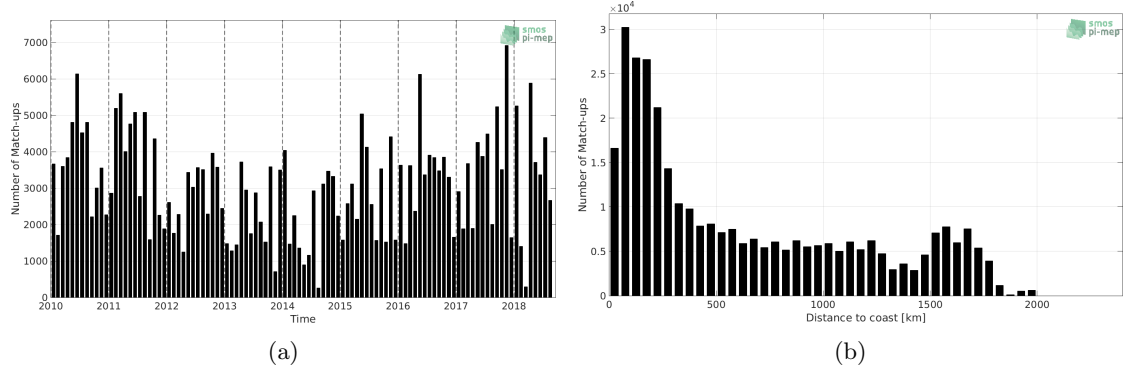 smos
pi-mep
Number of Match-ups
7000
6000
5000
4000
3000
2000
1000
0
2010 2011 2012 2013 2014 2015 2016 2017 2018
Time
(a)
×10⁴
smos
pi-mep
Number of Match-ups
3
2.5
2
1.5
1
0.5
0
0 500 1000 1500 2000
Distance to coast [km]
(b)